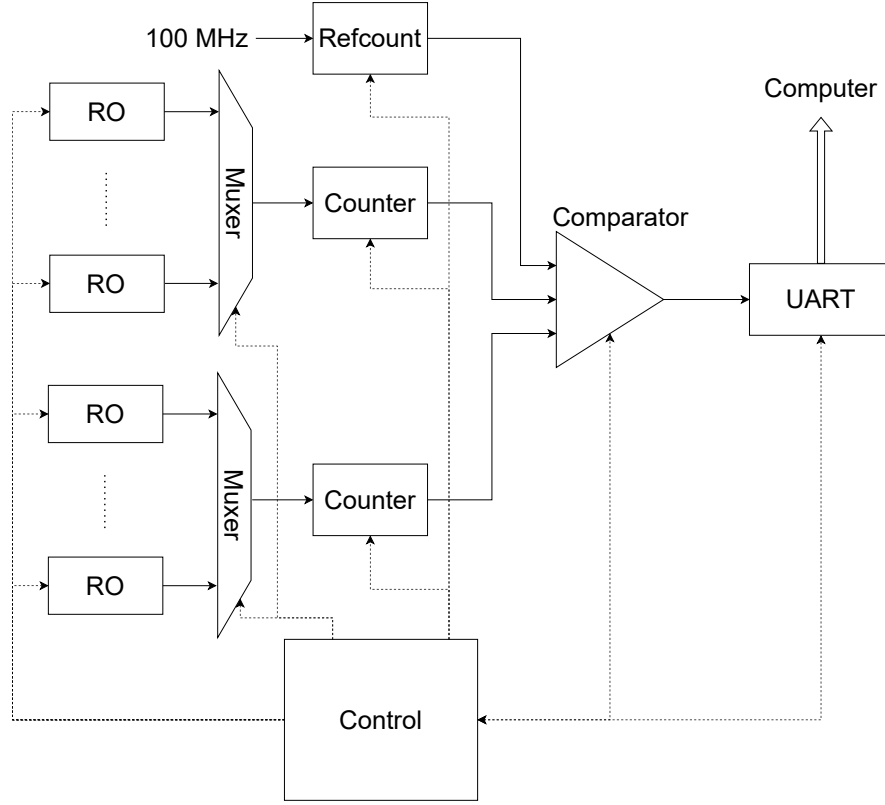 100 MHz
Refcount
Computer
RO
Muxer
Counter
Comparator
RO
UART
RO
Muxer
Counter
RO
Control